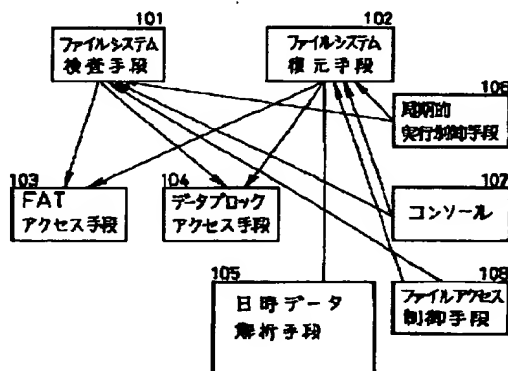 101
ファイルシステム
検査手段
102
ファイルシステム
復元手段
106
周期的
実行制御手段
103
FAT
アクセス手段
104
データブロック
アクセス手段
107
コンソール
105
日時データ
解析手段
108
ファイルアクセス
制御手段